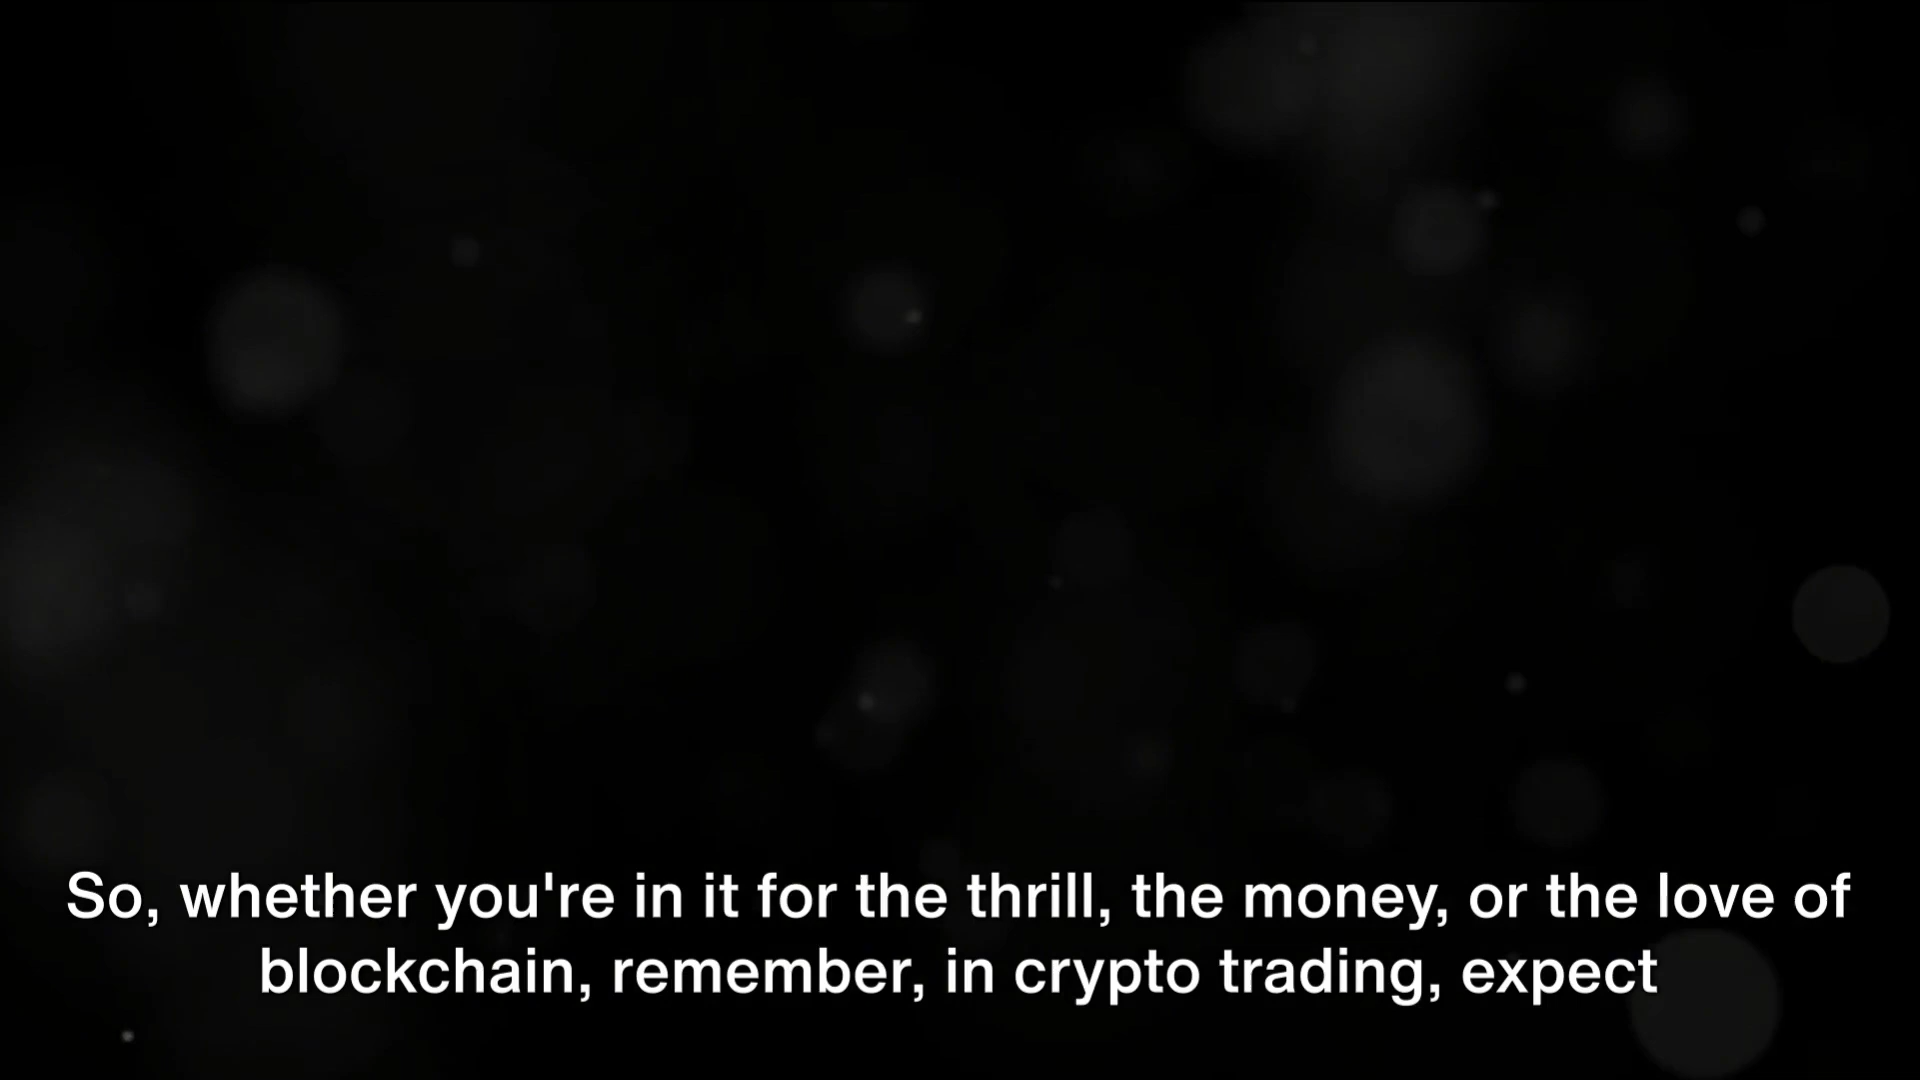 So, whether you're in it for the thrill, the money, or the love of
blockchain, remember, in crypto trading, expect